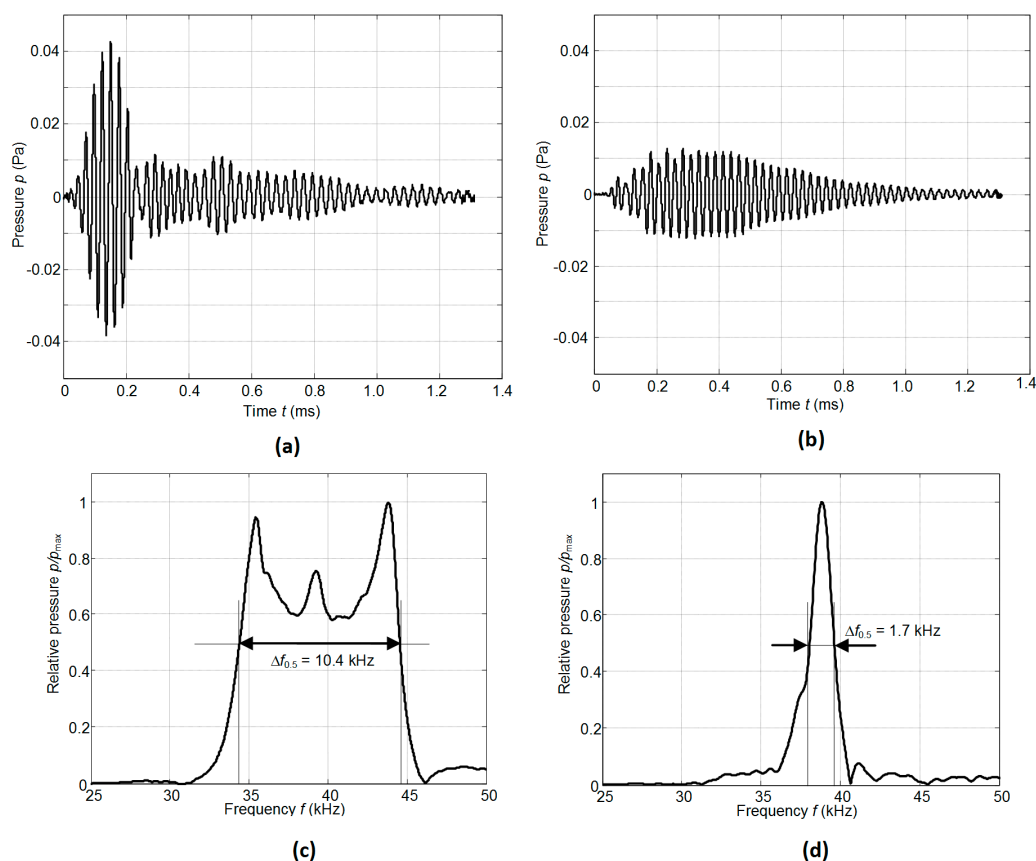 0.04
0.02
0
-0.02
-0.04
Pressure p (Pa)
0 0.2 0.4 0.6 0.8 1.0 1.2 1.4
Time t (ms)
(a)
0.04
0.02
0
-0.02
-0.04
Pressure p (Pa)
0 0.2 0.4 0.6 0.8 1.0 1.2 1.4
Time t (ms)
(b)
1
0.8
0.6
0.4
0.2
0
Relative pressure p/pmax
Δf0.5 = 10.4 kHz
25 30 35 40 45 50
Frequency f (kHz)
(c)
1
0.8
0.6
0.4
0.2
0
Relative pressure p/pmax
Δf0.5 = 1.7 kHz
25 30 35 40 45 50
Frequency f (kHz)
(d)